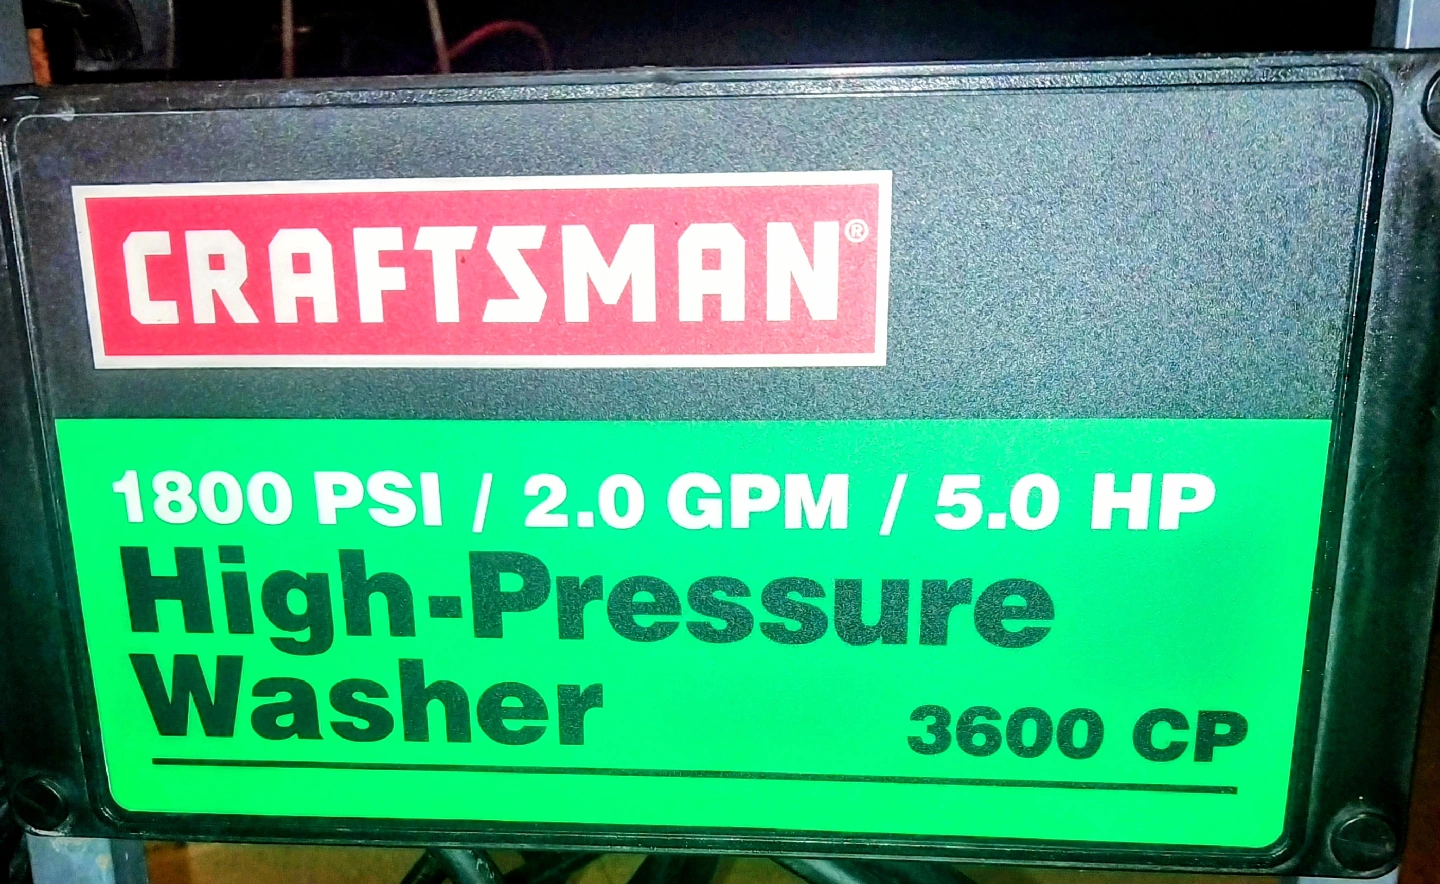 CRAFTSMAN®
1800 PSI / 2.0 GPM / 5.0 HP
High-Pressure
Washer
3600 CP